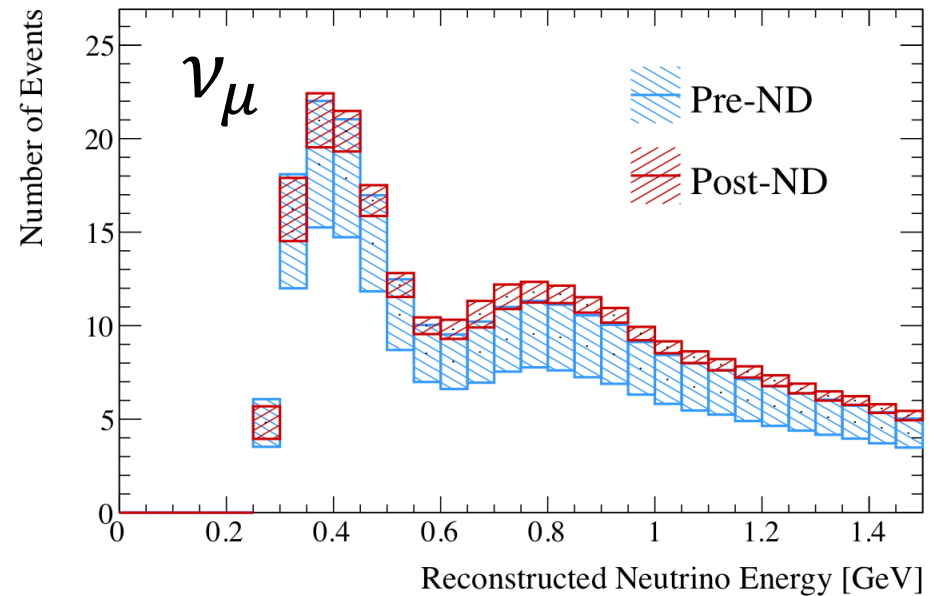 Number of Events
25
20
15
10
5
0
ν_μ
Pre-ND
Post-ND
0 0.2 0.4 0.6 0.8 1 1.2 1.4
Reconstructed Neutrino Energy [GeV]